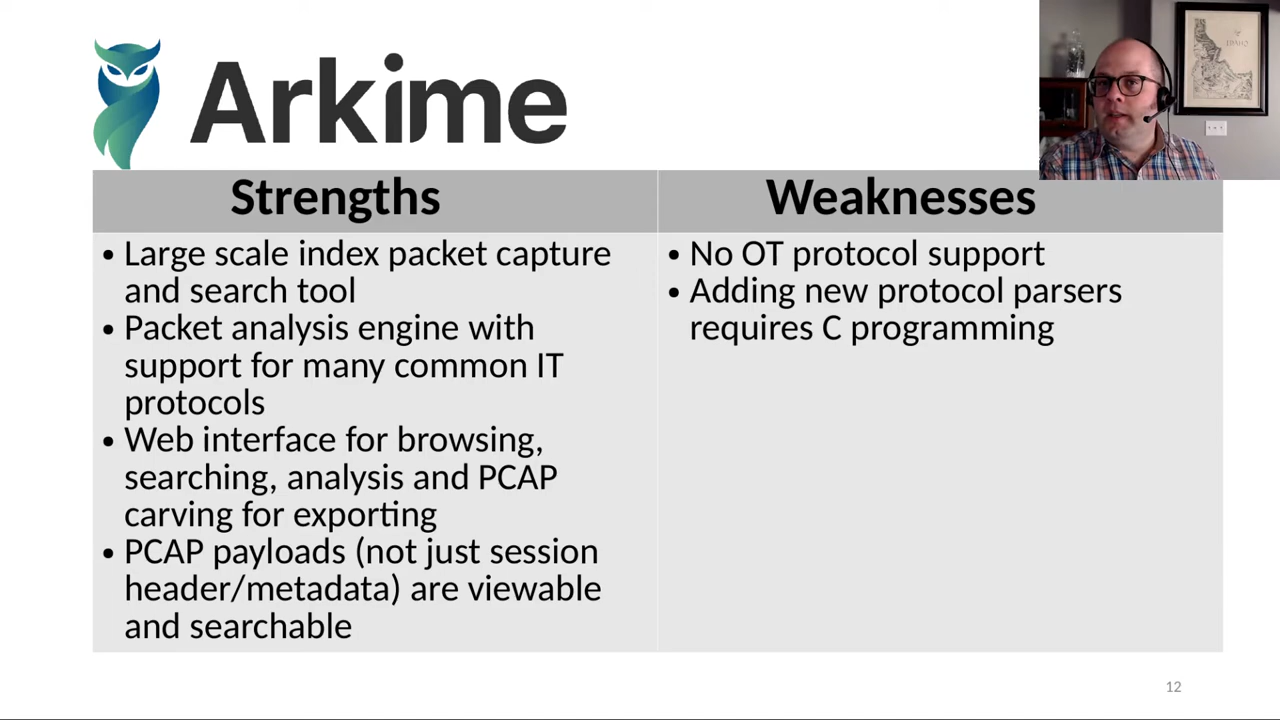 Arkime
IDAHO
Strengths
Weaknesses
• Large scale index packet capture
and search tool
• Packet analysis engine with
support for many common IT
protocols
• Web interface for browsing,
searching, analysis and PCAP
carving for exporting
• PCAP payloads (not just session
header/metadata) are viewable
and searchable
• No OT protocol support
• Adding new protocol parsers
requires C programming
12